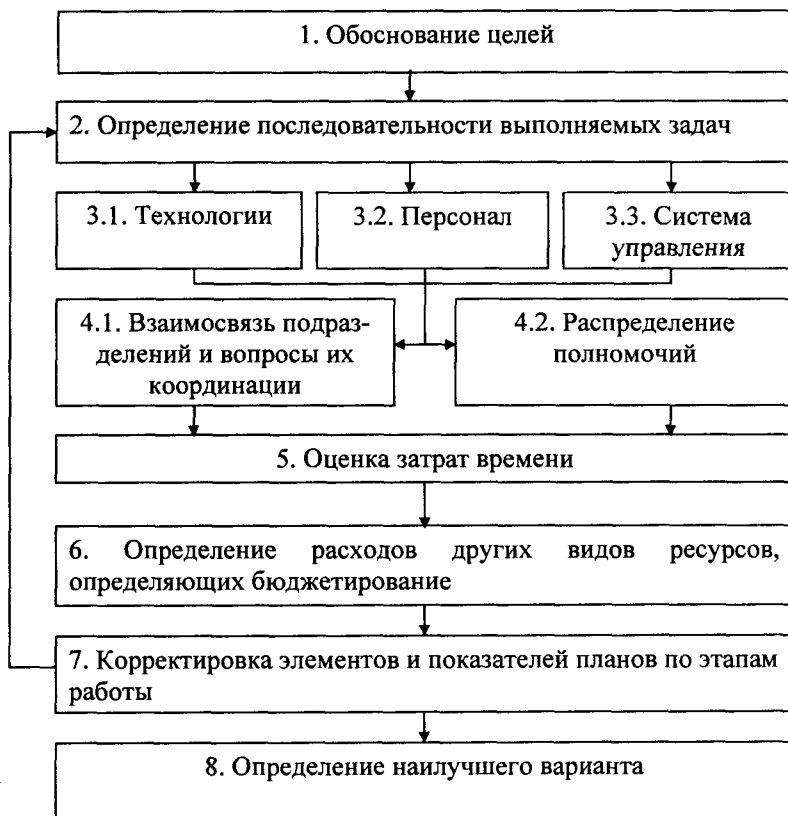 1. Обоснование целей
2. Определение последовательности выполняемых задач
3.1. Технологии
3.2. Персонал
3.3. Система
управления
4.1. Взаимосвязь подраз-
делений и вопросы их
координации
4.2. Распределение
полномочий
5. Оценка затрат времени
6. Определение расходов других видов ресурсов,
определяющих бюджетирование
7. Корректировка элементов и показателей планов по этапам
работы
8. Определение наилучшего варианта